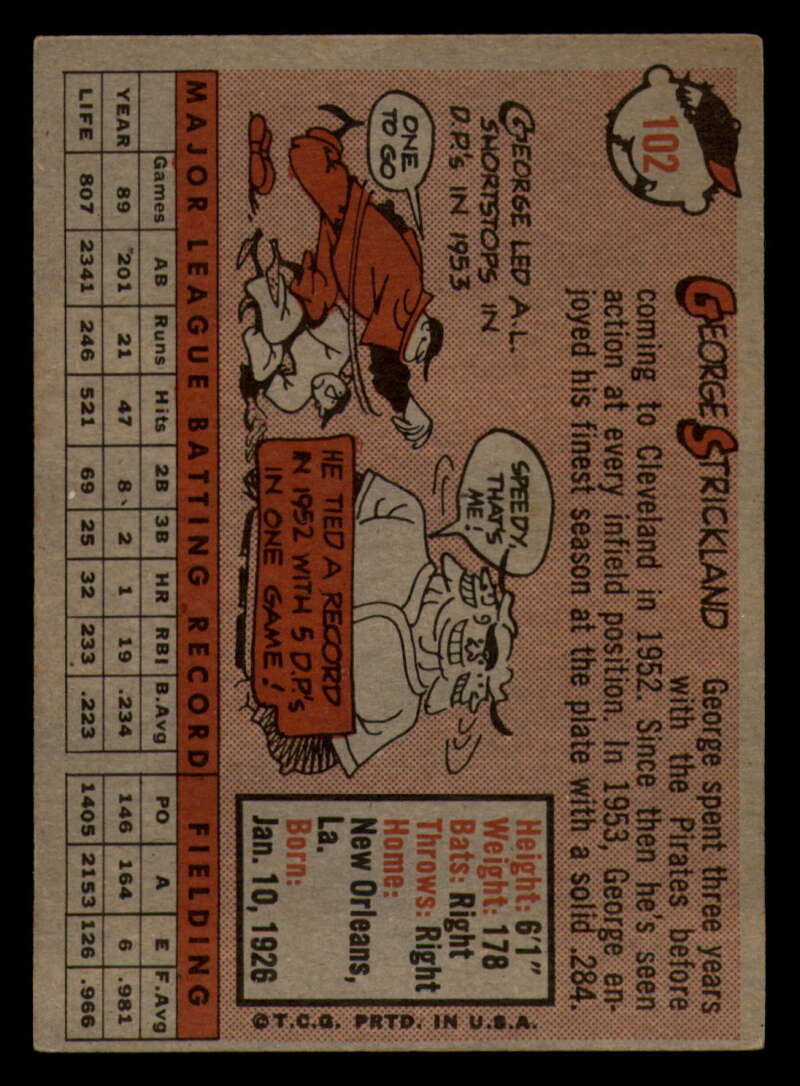 102
GEORGE STRICKLAND
George spent three years
with the Pirates before
coming to Cleveland in 1952. Since then he's seen
action at every infield position. In 1953, George en-
joyed his finest season at the plate with a solid .284.
GEORGE LED A.L.
SHORTSTOPS IN
D.P.'s IN 1953
ONE
TO GO
SPEEDY,
THAT'S
ME!
HE TIED A RECORD
IN 1952 WITH 5 D.P.'s
IN ONE GAME!
Height: 6'1"
Weight: 178
Bats: Right
Throws: Right
Home:
New Orleans,
La.
Born:
Jan. 10, 1926
©T.C.G. PRTD. IN U.S.A.
MAJOR LEAGUE BATTING RECORD FIELDING
Games AB Runs Hits 2B 3B HR RBI B.Avg PO A E F.Avg
YEAR 89 201 21 47 8 2 1 19 .234 146 164 6 .981
LIFE 807 2341 246 521 69 25 32 233 .223 1405 2153 126 .966